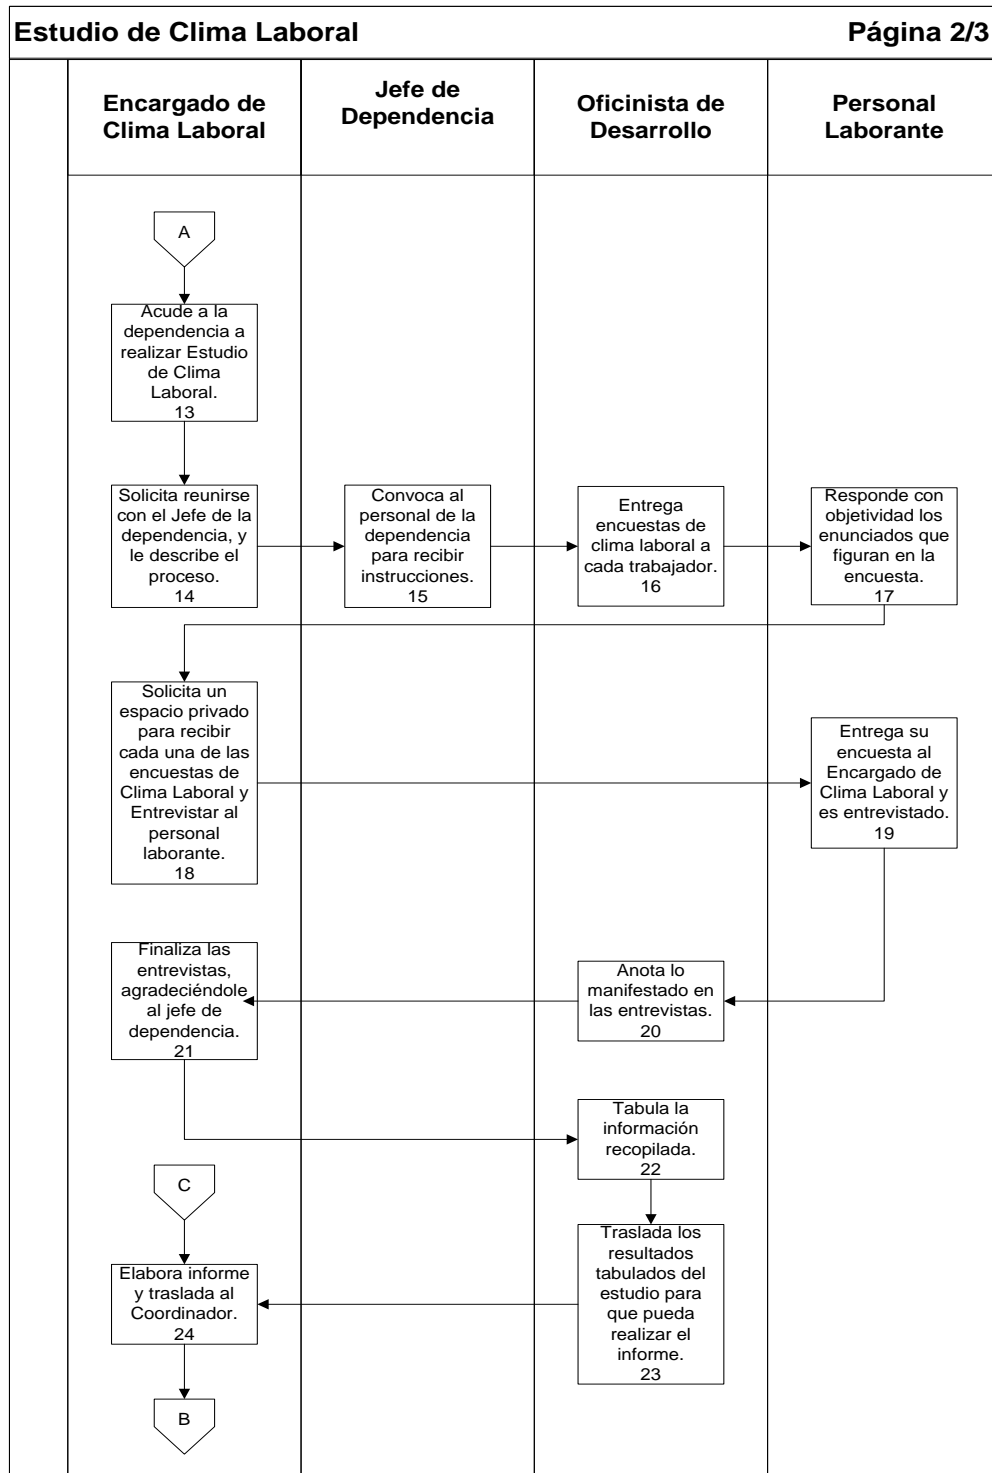 Estudio de Clima Laboral
Página 2/3
Encargado de
Clima Laboral
Jefe de
Dependencia
Oficinista de
Desarrollo
Personal
Laborante
A
Acude a la
dependencia a
realizar Estudio
de Clima
Laboral.
13
Solicita reunirse
con el Jefe de la
dependencia, y
le describe el
proceso.
14
Convoca al
personal de la
dependencia
para recibir
instrucciones.
15
Entrega
encuestas de
clima laboral a
cada trabajador.
16
Responde con
objetividad los
enunciados que
figuran en la
encuesta.
17
Solicita un
espacio privado
para recibir
cada una de las
encuestas de
Clima Laboral y
Entrevistar al
personal
laborante.
18
Entrega su
encuesta al
Encargado de
Clima Laboral y
es entrevistado.
19
Finaliza las
entrevistas,
agradeciéndole
al jefe de
dependencia.
21
Anota lo
manifestado en
las entrevistas.
20
Tabula la
información
recopilada.
22
C
Traslada los
resultados
tabulados del
estudio para
que pueda
realizar el
informe.
23
Elabora informe
y traslada al
Coordinador.
24
B